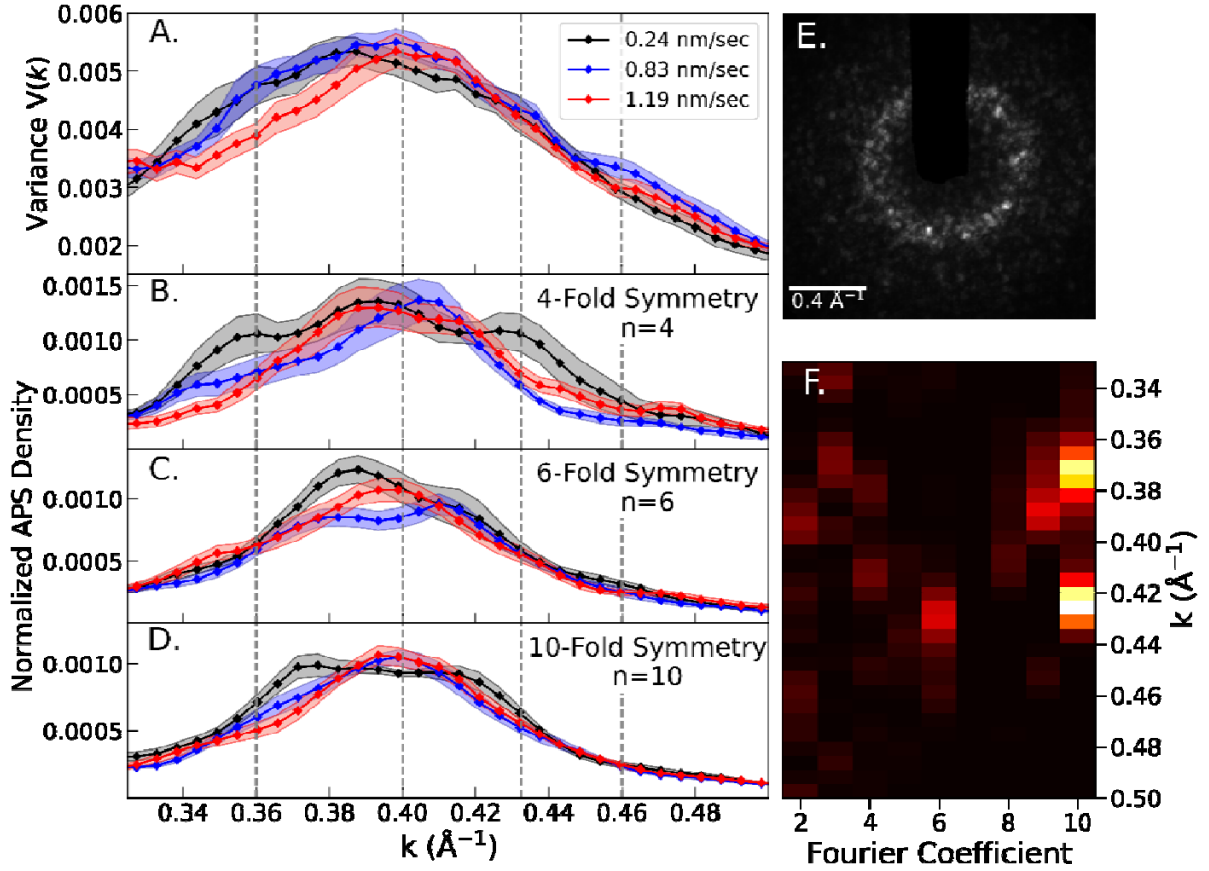 A.
0.24 nm/sec
0.83 nm/sec
1.19 nm/sec
0.006
0.005
0.004
0.003
0.002
Variance V(k)
B.
4-Fold Symmetry
n=4
0.0015
0.0010
0.0005
C.
6-Fold Symmetry
n=6
0.0010
0.0005
D.
10-Fold Symmetry
n=10
0.0010
0.0005
Normalized APS Density
0.34 0.36 0.38 0.40 0.42 0.44 0.46 0.48
k (Å⁻¹)
E.
0.4 Å⁻¹
F.
0.34
0.36
0.38
0.40
0.42
0.44
0.46
0.48
0.50
k (Å⁻¹)
2 4 6 8 10
Fourier Coefficient